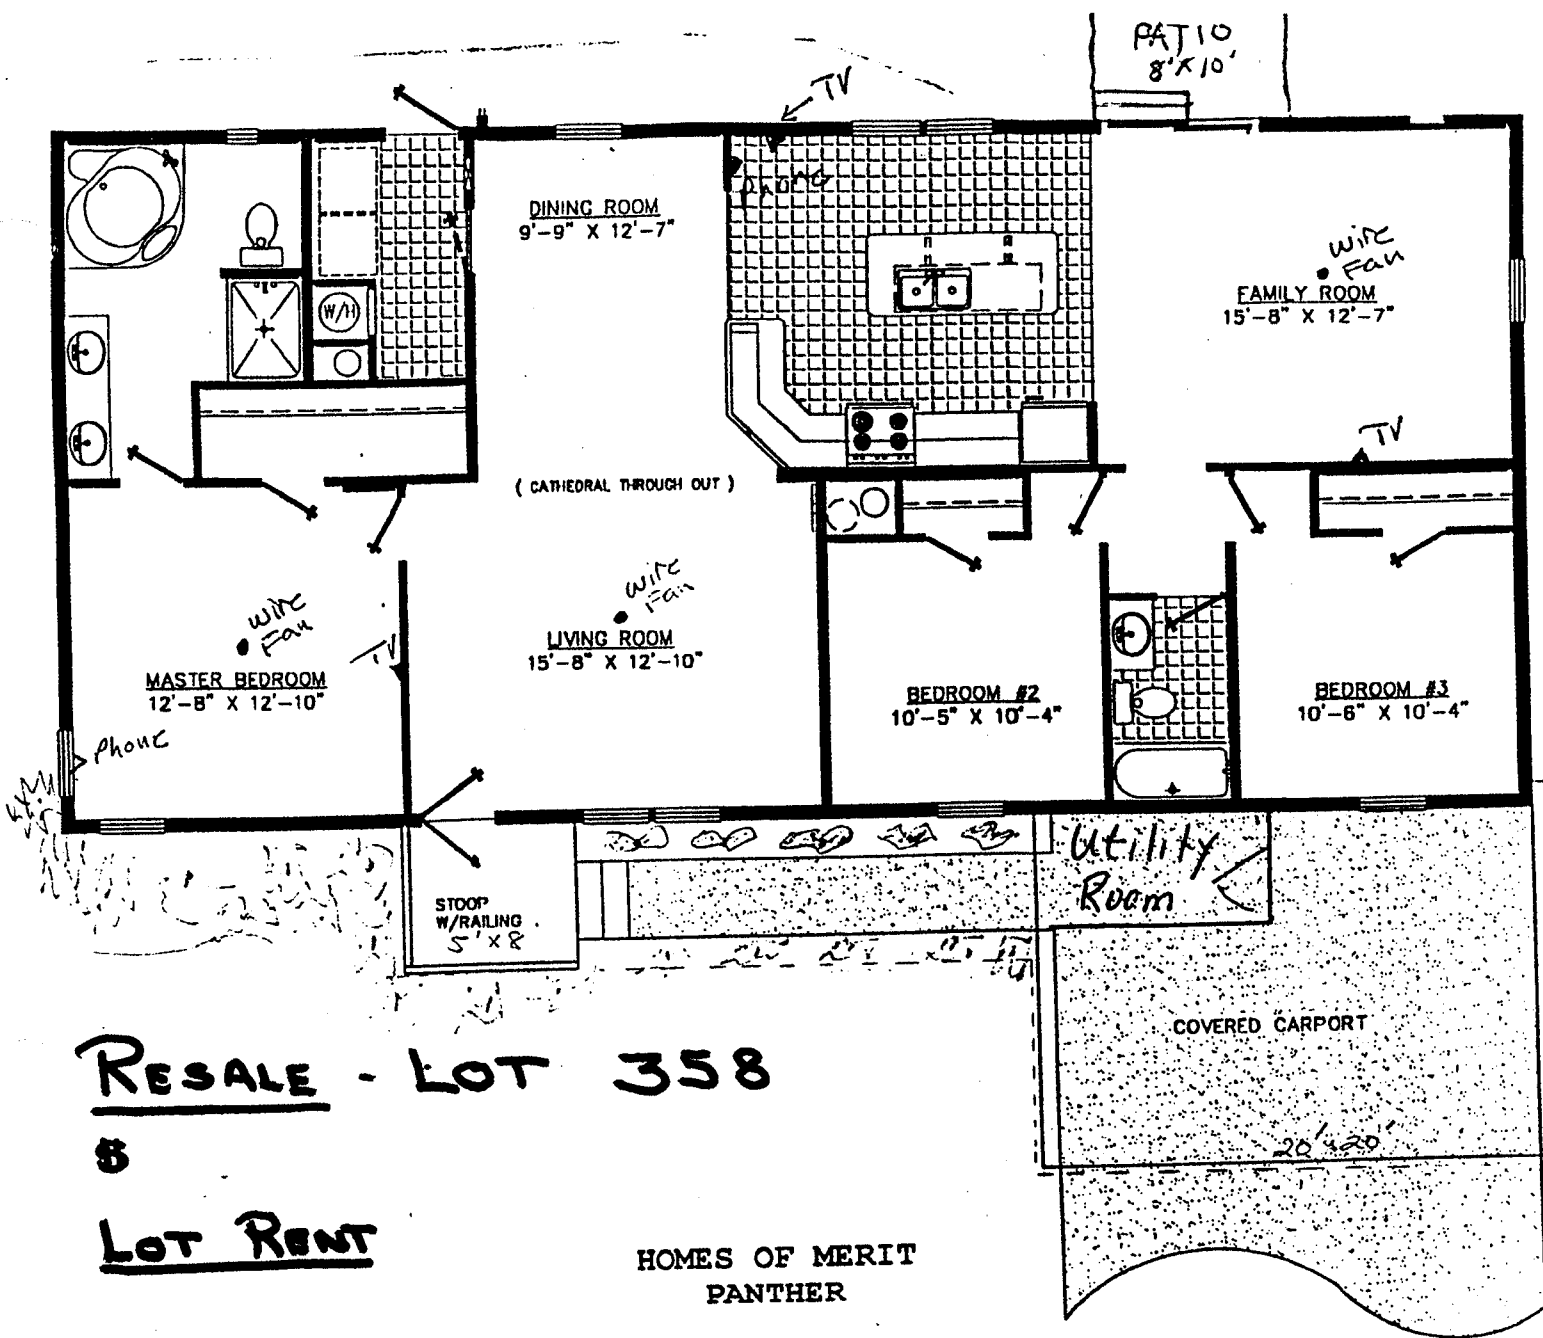 PATIO
8' X 10'
TV
Phone
DINING ROOM
9'-9" X 12'-7"
wire
Fan
FAMILY ROOM
15'-8" X 12'-7"
W/H
TV
( CATHEDRAL THROUGH OUT )
wire
Fan
LIVING ROOM
15'-8" X 12'-10"
wire
Fan
TV
MASTER BEDROOM
12'-8" X 12'-10"
Phone
BEDROOM #2
10'-5" X 10'-4"
BEDROOM #3
10'-6" X 10'-4"
Utility
Room
STOOP
W/RAILING
5' X 8
COVERED CARPORT
20' x 20'
RESALE - LOT 358
$
LOT RENT
HOMES OF MERIT
PANTHER